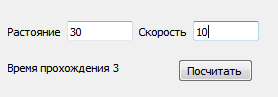 Растояние 30 Скорость 10
Время прохождения 3 Посчитать